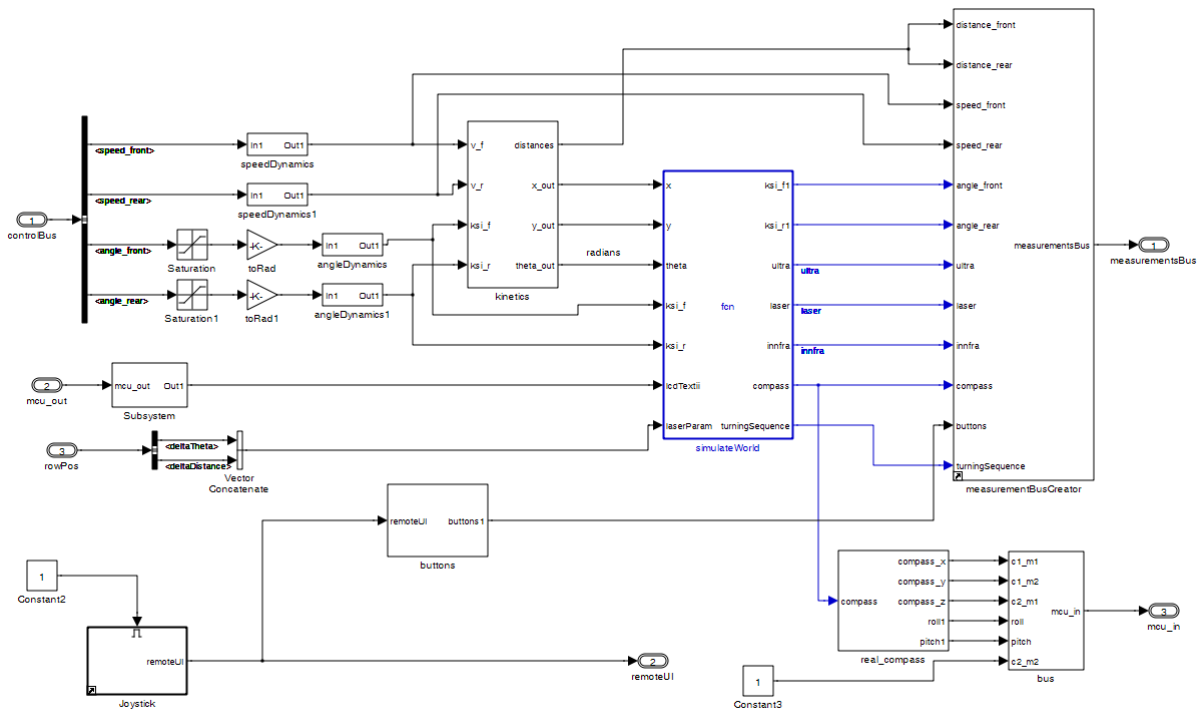 distance_front
distance_rear
speed_front
speed_rear
angle_front
angle_rear
ultra
laser
innfra
compass
buttons
turningSequence
measurementsBus
measurementBusCreator
1
measurementsBus
1
controlBus
<speed_front>
<speed_rear>
<angle_front>
<angle_rear>
In1 Out1
speedDynamics
In1 Out1
speedDynamics1
Saturation
-K-
toRad
In1 Out1
angleDynamics
Saturation1
-K-
toRad1
In1 Out1
angleDynamics1
v_f distances
v_r x_out
ksi_f y_out
ksi_r theta_out
kinetics
radians
x ksi_f1
y ksi_r1
theta ultra
ksi_f laser
fcn
ksi_r innfra
lcdTextii compass
laserParam turningSequence
simulateWorld
ultra
laser
innfra
2
mcu_out
mcu_out Out1
Subsystem
3
rowPos
<deltaTheta>
<deltaDistance>
Vector
Concatenate
remoteUI buttons1
buttons
1
Constant2
remoteUI
Joystick
2
remoteUI
compass
compass_x
compass_y
compass_z
roll1
pitch1
real_compass
c1_m1
c1_m2
c2_m1
roll
pitch
c2_m2
mcu_in
bus
3
mcu_in
1
Constant3